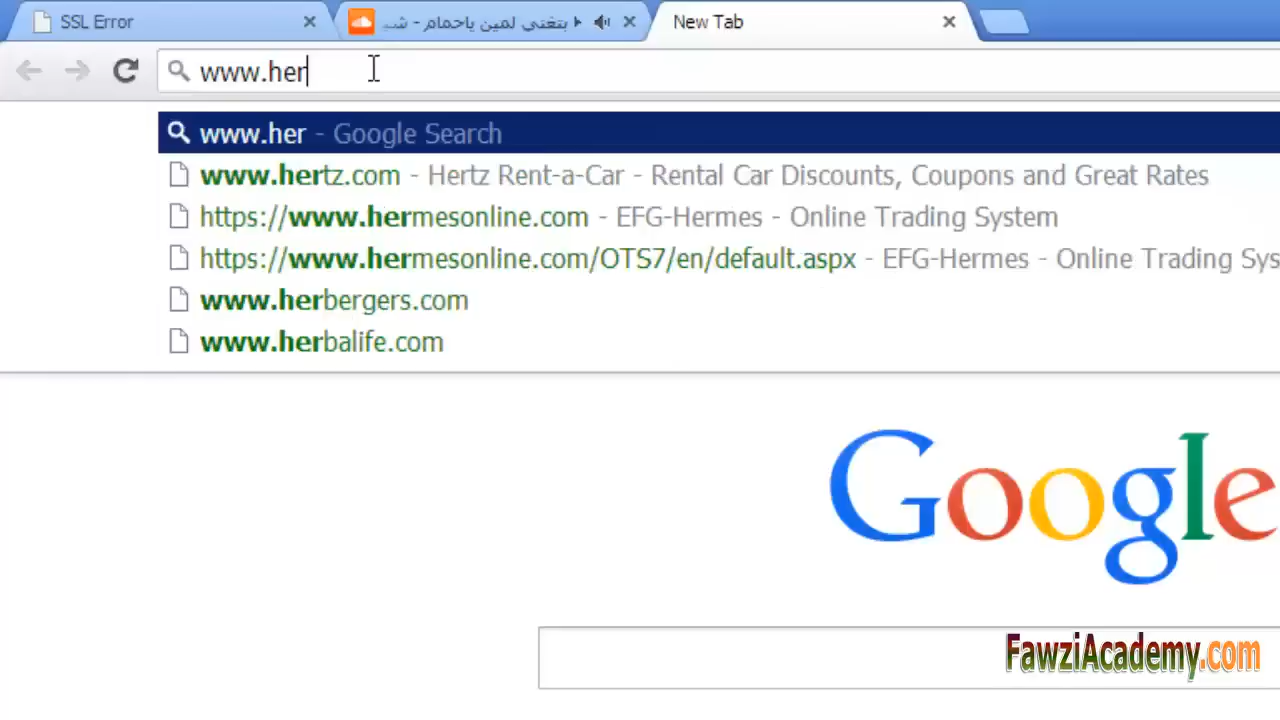 SSL Error
بتغنى لمين ياحمام - شـ
New Tab
www.her
www.her - Google Search
www.hertz.com - Hertz Rent-a-Car - Rental Car Discounts, Coupons and Great Rates
https://www.hermesonline.com - EFG-Hermes - Online Trading System
https://www.hermesonline.com/OTS7/en/default.aspx - EFG-Hermes - Online Trading Sys
www.herbergers.com
www.herbalife.com
Google
FawziAcademy.com